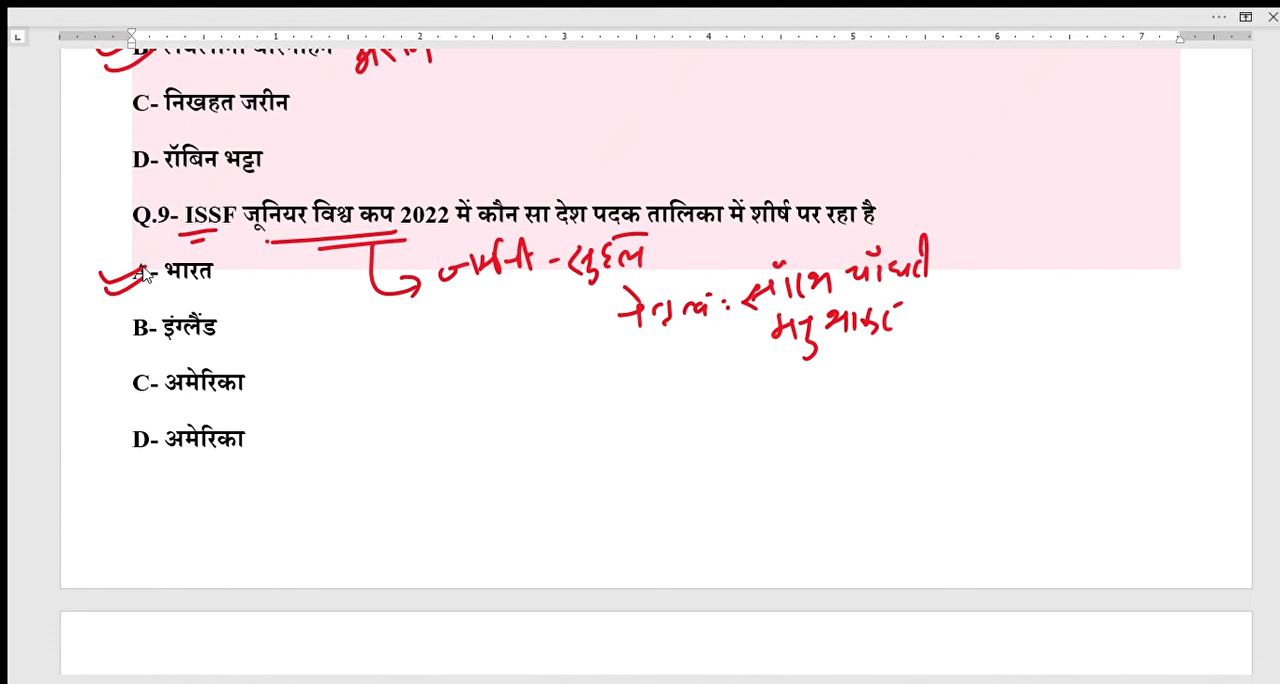 C- निखहत जरीन
D- रॉबिन भट्टा
Q.9- ISSF जूनियर विश्व कप 2022 में कौन सा देश पदक तालिका में शीर्ष पर रहा है
A- भारत
जर्मनी - सुहल
B- इंग्लैंड
C- अमेरिका
D- अमेरिका